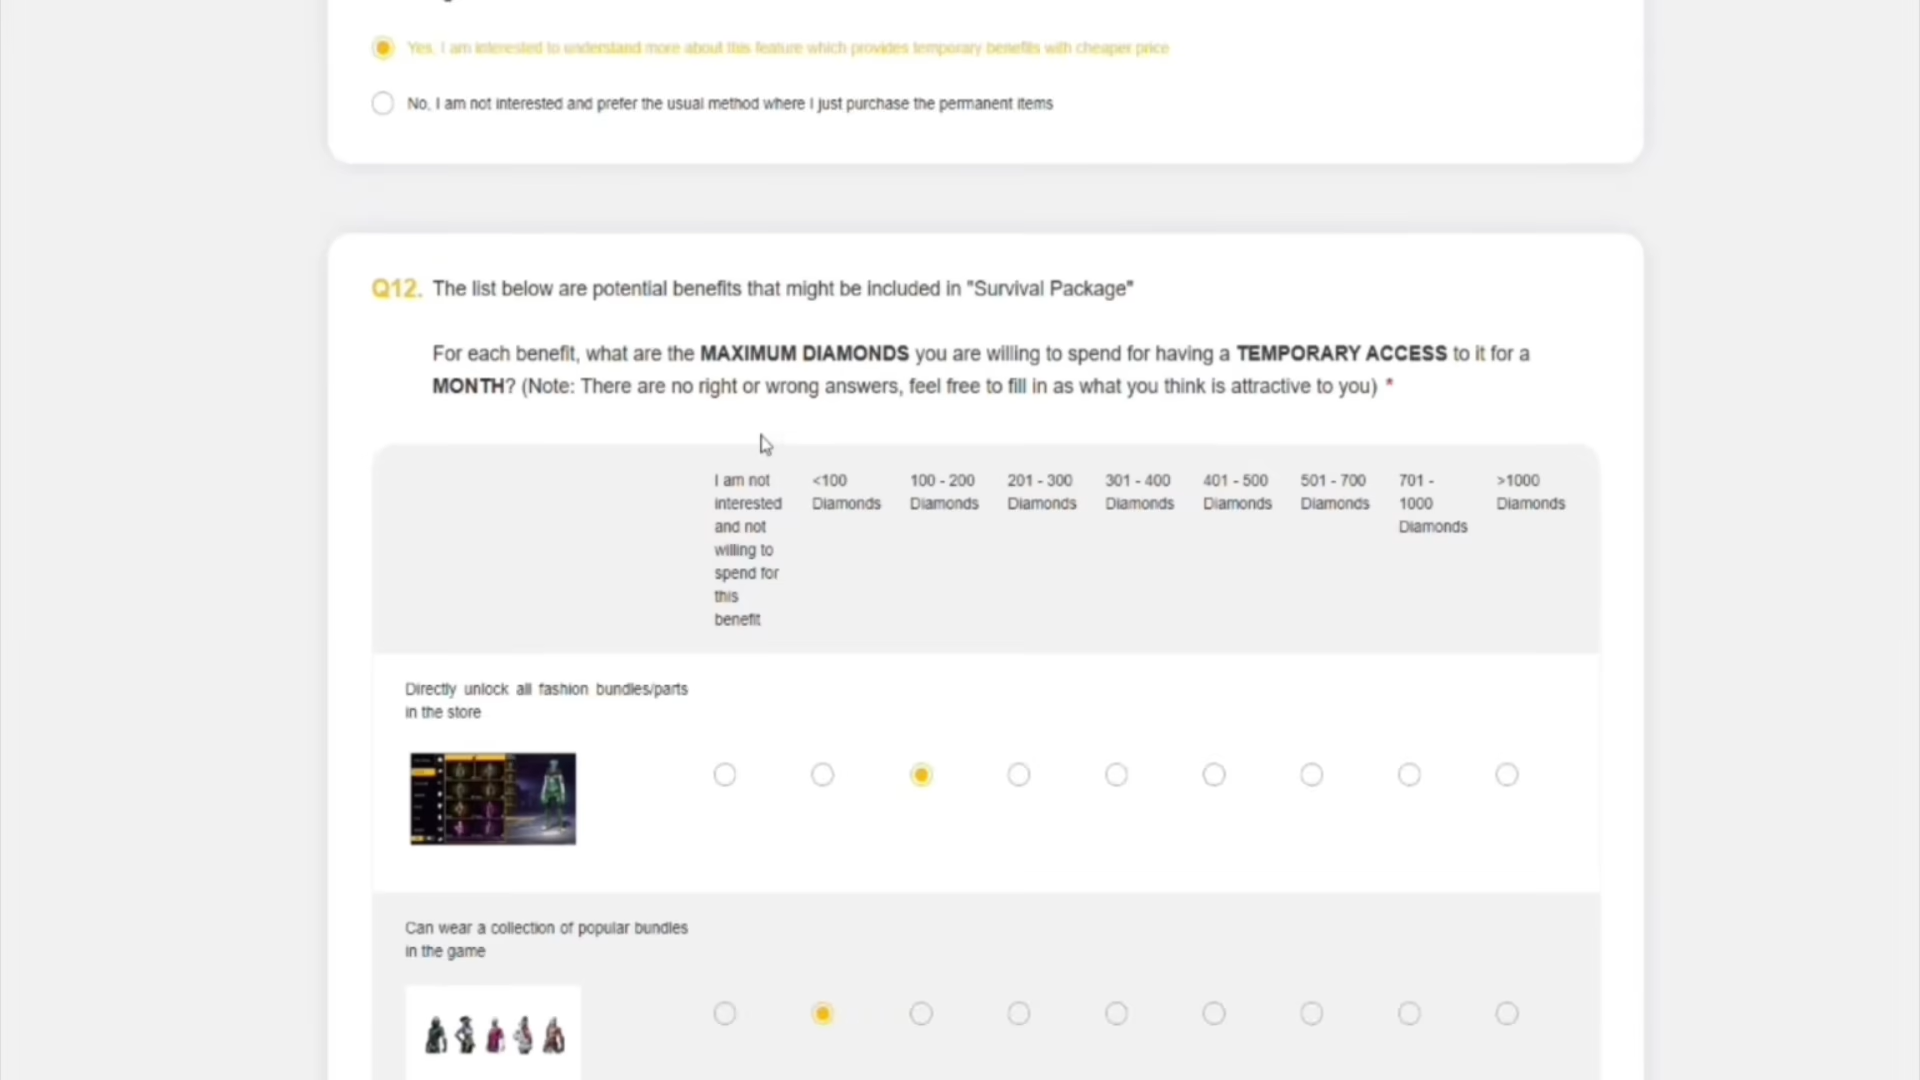 Yes, I am interested to understand more about this feature which provides temporary benefits with cheaper price
No, I am not interested and prefer the usual method where I just purchase the permanent items
Q12. The list below are potential benefits that might be included in "Survival Package"
For each benefit, what are the MAXIMUM DIAMONDS you are willing to spend for having a TEMPORARY ACCESS to it for a
MONTH? (Note: There are no right or wrong answers, feel free to fill in as what you think is attractive to you) *
I am not
interested
and not
willing to
spend for
this
benefit
<100
Diamonds
100 - 200
Diamonds
201 - 300
Diamonds
301 - 400
Diamonds
401 - 500
Diamonds
501 - 700
Diamonds
701 -
1000
Diamonds
>1000
Diamonds
Directly unlock all fashion bundles/parts
in the store
Can wear a collection of popular bundles
in the game